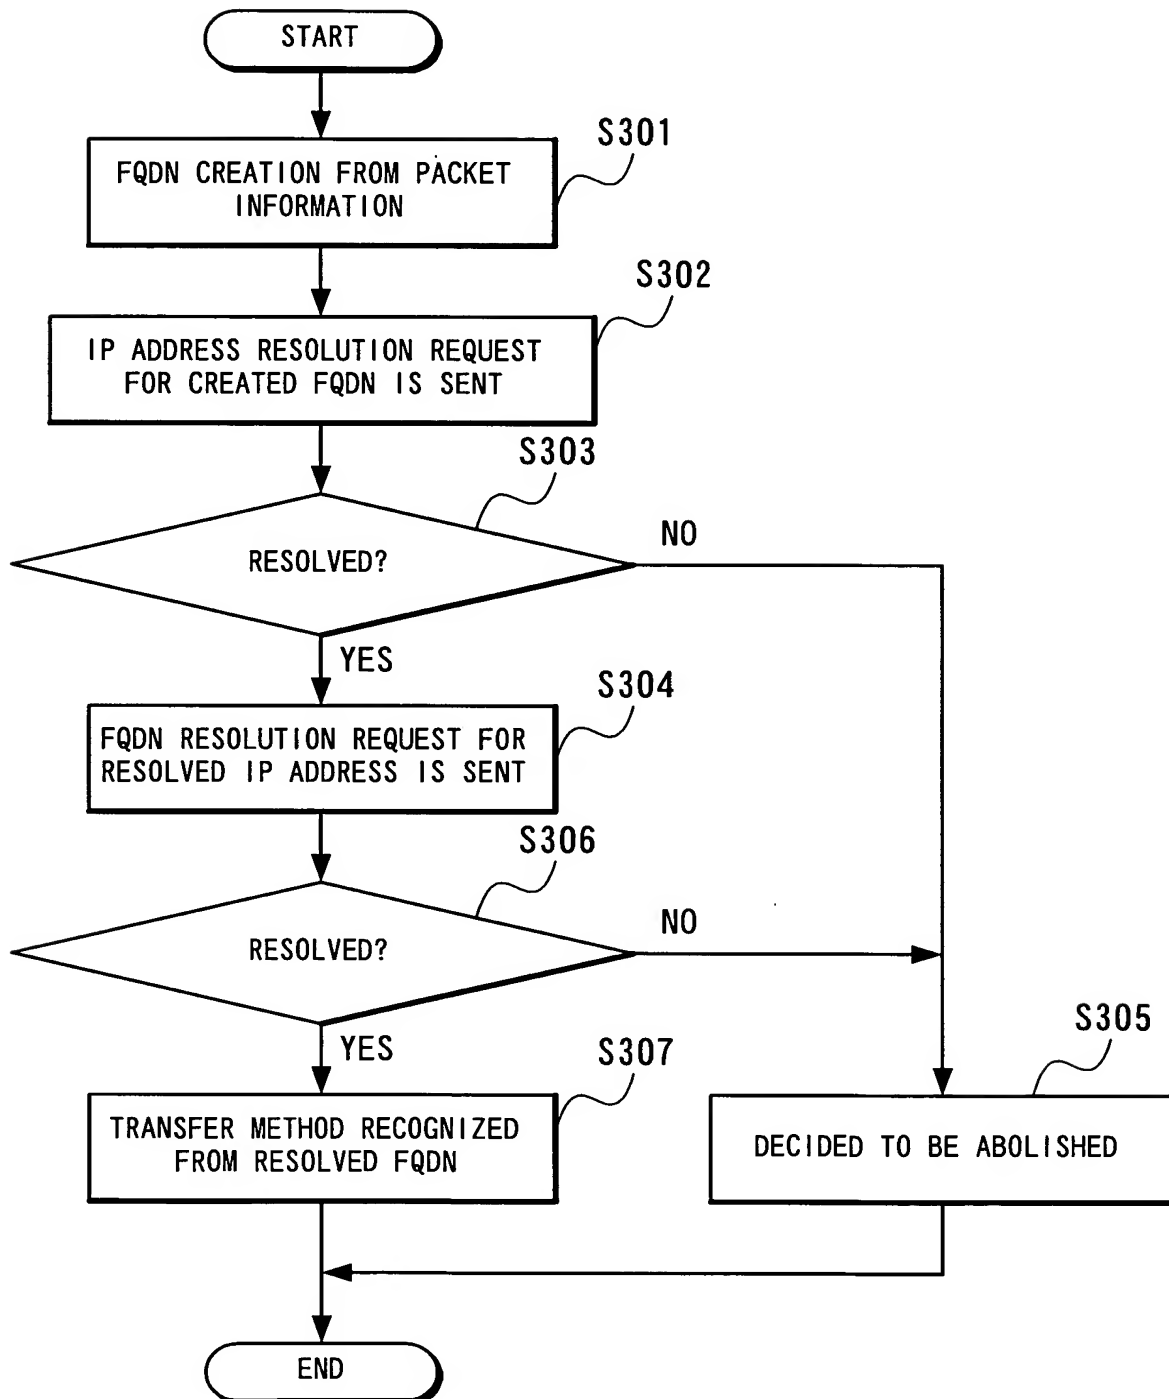 START
S301
FQDN CREATION FROM PACKET
INFORMATION
S302
IP ADDRESS RESOLUTION REQUEST
FOR CREATED FQDN IS SENT
S303
RESOLVED?
NO
YES
S304
FQDN RESOLUTION REQUEST FOR
RESOLVED IP ADDRESS IS SENT
S306
RESOLVED?
NO
YES
S307
TRANSFER METHOD RECOGNIZED
FROM RESOLVED FQDN
S305
DECIDED TO BE ABOLISHED
END